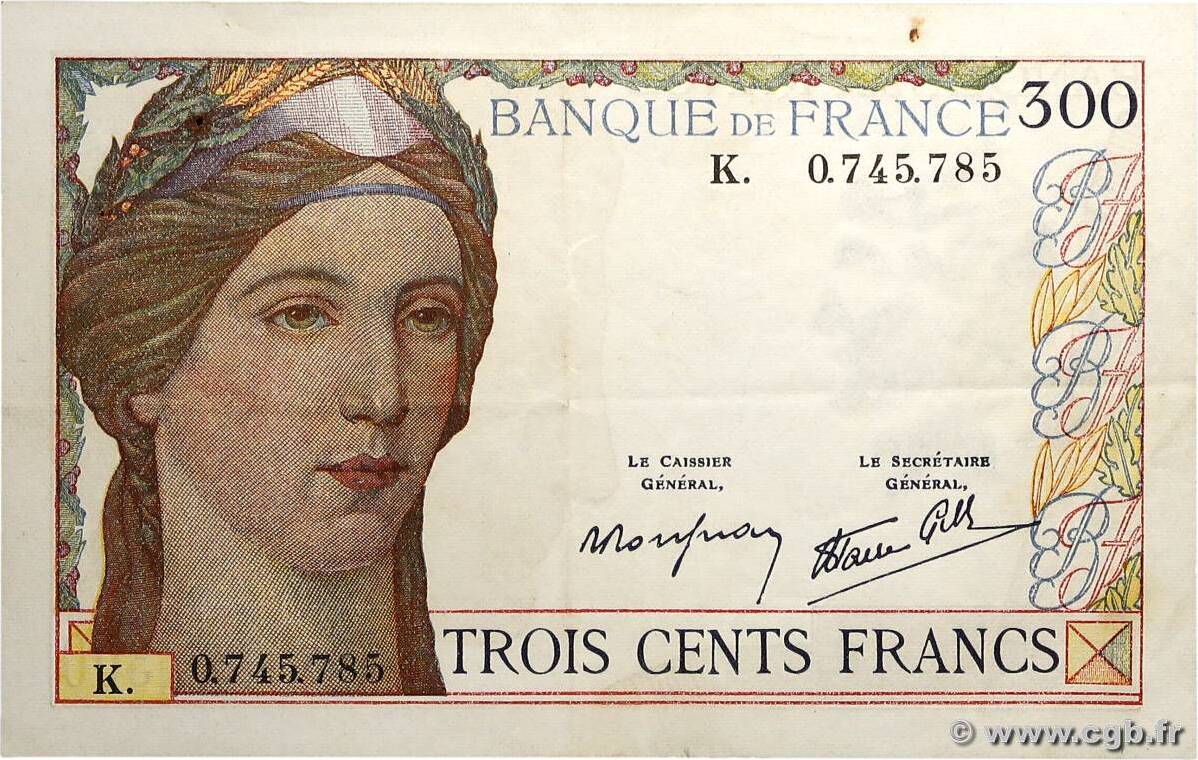 BANQUE DE FRANCE 300
K. 0.745.785
LE CAISSIER
GÉNÉRAL,
LE SECRÉTAIRE
GÉNÉRAL,
K. 0.745.785
TROIS CENTS FRANCS
© www.cgb.fr